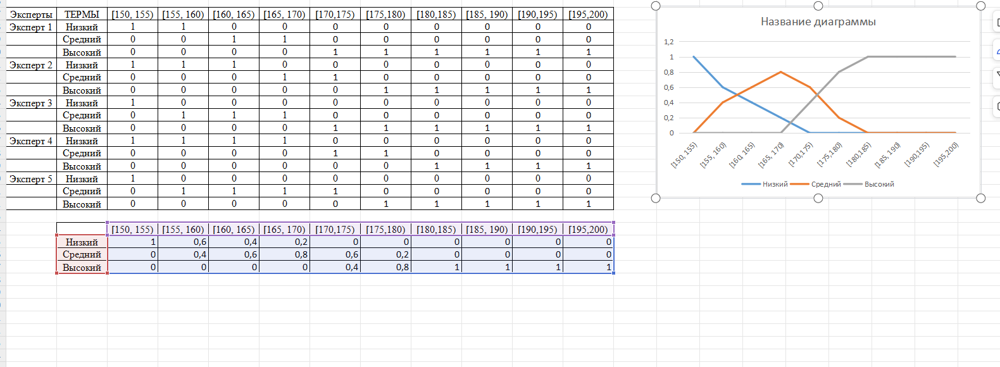 Эксперты ТЕРМЫ [150, 155) [155, 160) [160, 165) [165, 170) [170,175) [175,180) [180,185) [185, 190) [190,195) [195,200)
Эксперт 1 Низкий 1 1 0 0 0 0 0 0 0 0
Средний 0 0 1 1 0 0 0 0 0 0
Высокий 0 0 0 0 1 1 1 1 1 1
Эксперт 2 Низкий 1 1 1 0 0 0 0 0 0 0
Средний 0 0 0 1 1 0 0 0 0 0
Высокий 0 0 0 0 0 1 1 1 1 1
Эксперт 3 Низкий 1 0 0 0 0 0 0 0 0 0
Средний 0 1 1 1 0 0 0 0 0 0
Высокий 0 0 0 0 1 1 1 1 1 1
Эксперт 4 Низкий 1 1 1 1 0 0 0 0 0 0
Средний 0 0 0 0 1 1 0 0 0 0
Высокий 0 0 0 0 0 0 1 1 1 1
Эксперт 5 Низкий 1 0 0 0 0 0 0 0 0 0
Средний 0 1 1 1 1 0 0 0 0 0
Высокий 0 0 0 0 0 1 1 1 1 1
[150, 155) [155, 160) [160, 165) [165, 170) [170,175) [175,180) [180,185) [185, 190) [190,195) [195,200)
Низкий 1 0,6 0,4 0,2 0 0 0 0 0 0
Средний 0 0,4 0,6 0,8 0,6 0,2 0 0 0 0
Высокий 0 0 0 0 0,4 0,8 1 1 1 1
Название диаграммы
1,2
1
0,8
0,6
0,4
0,2
0
[150, 155) [155, 160) [160, 165) [165, 170) [170,175) [175,180) [180,185) [185, 190) [190,195) [195,200)
Низкий Средний Высокий